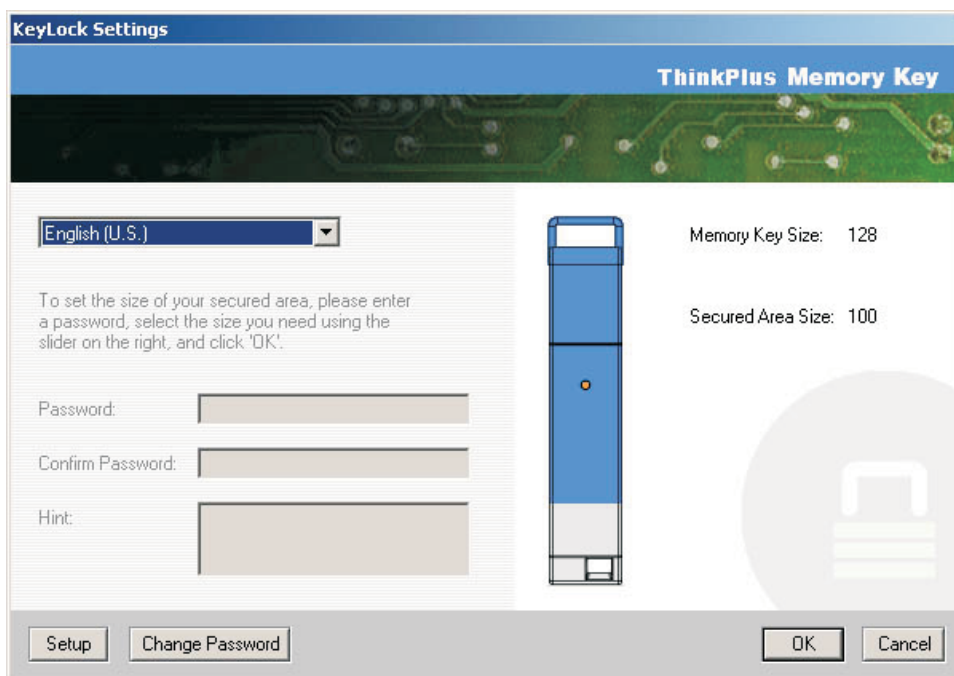 KeyLock Settings
ThinkPlus Memory Key
English (U.S.)
To set the size of your secured area, please enter
a password, select the size you need using the
slider on the right, and click 'OK'.
Password:
Confirm Password:
Hint:
Memory Key Size: 128
Secured Area Size: 100
Setup
Change Password
OK
Cancel